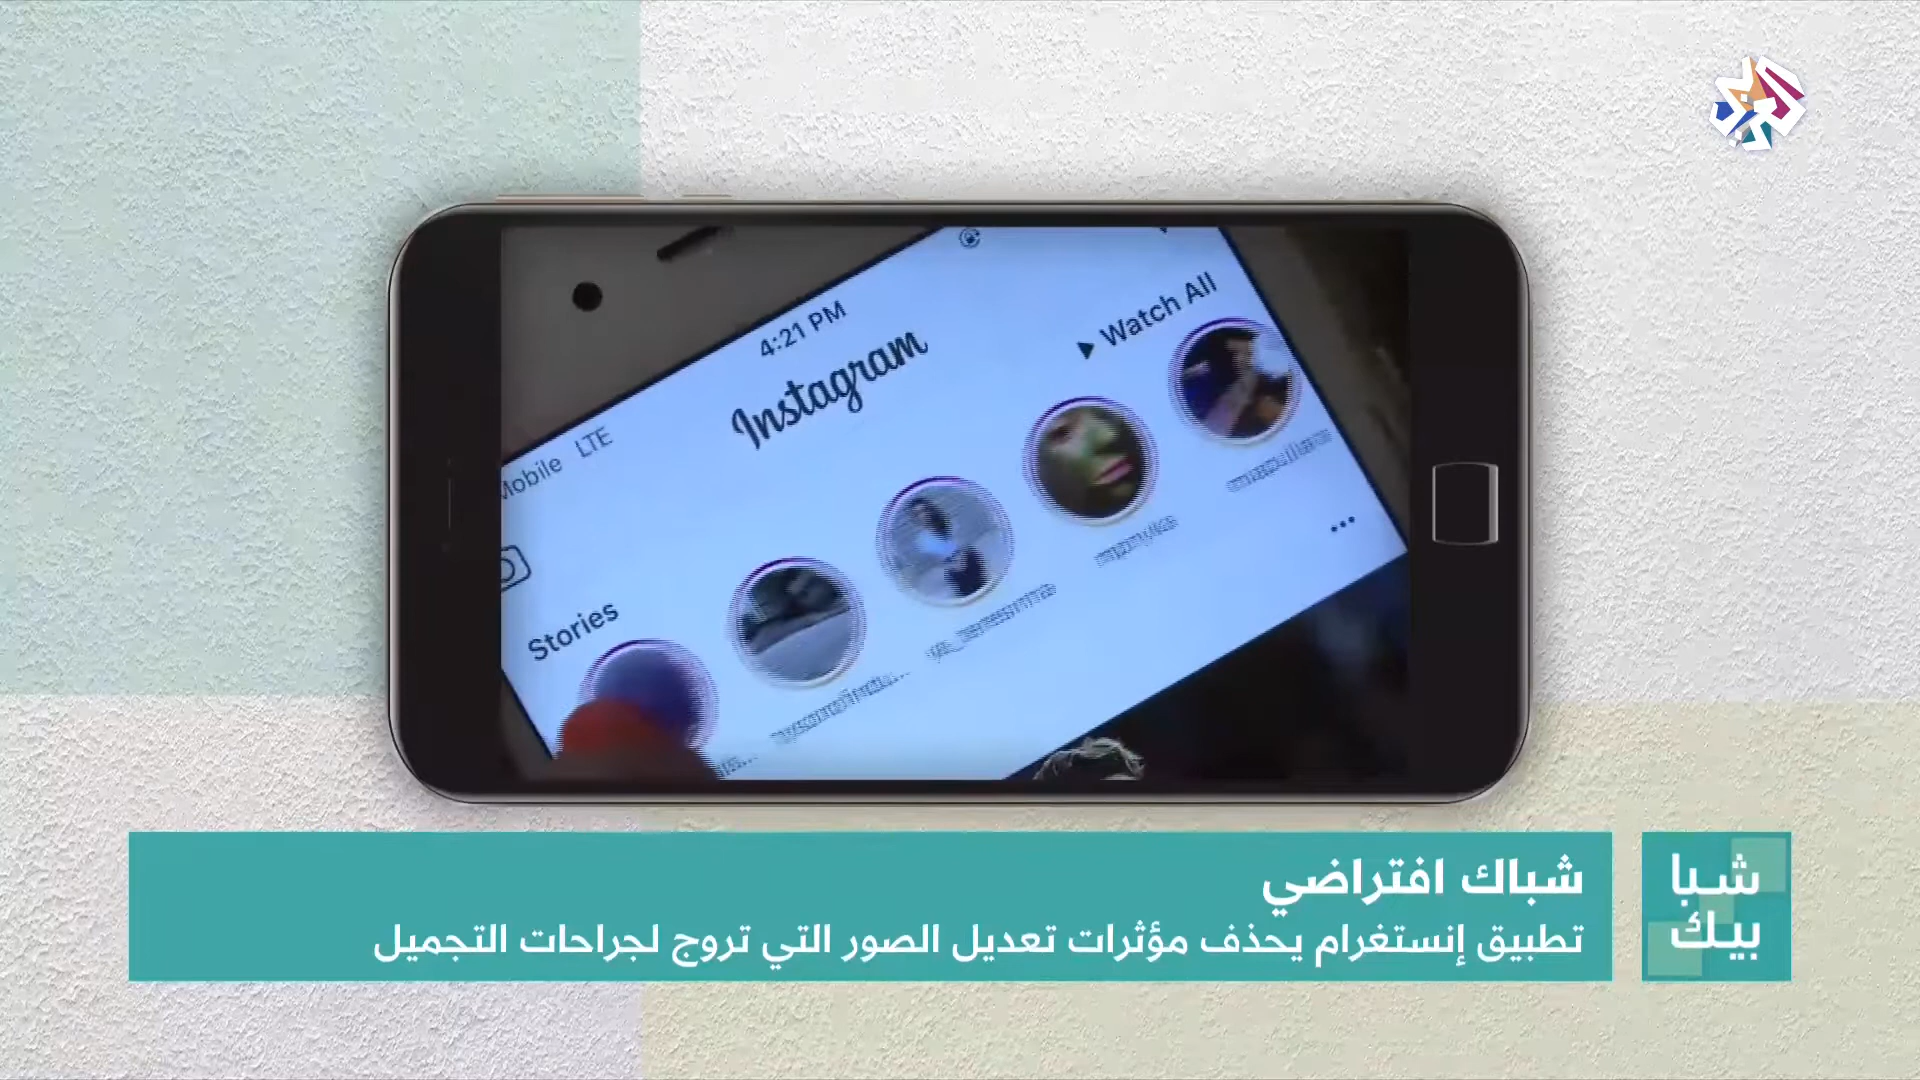 4:21 PM
Mobile LTE
Instagram
Watch All
Stories
شباك افتراضي
تطبيق إنستغرام يحذف مؤثرات تعديل الصور التي تروج لجراحات التجميل
شبا
بيك